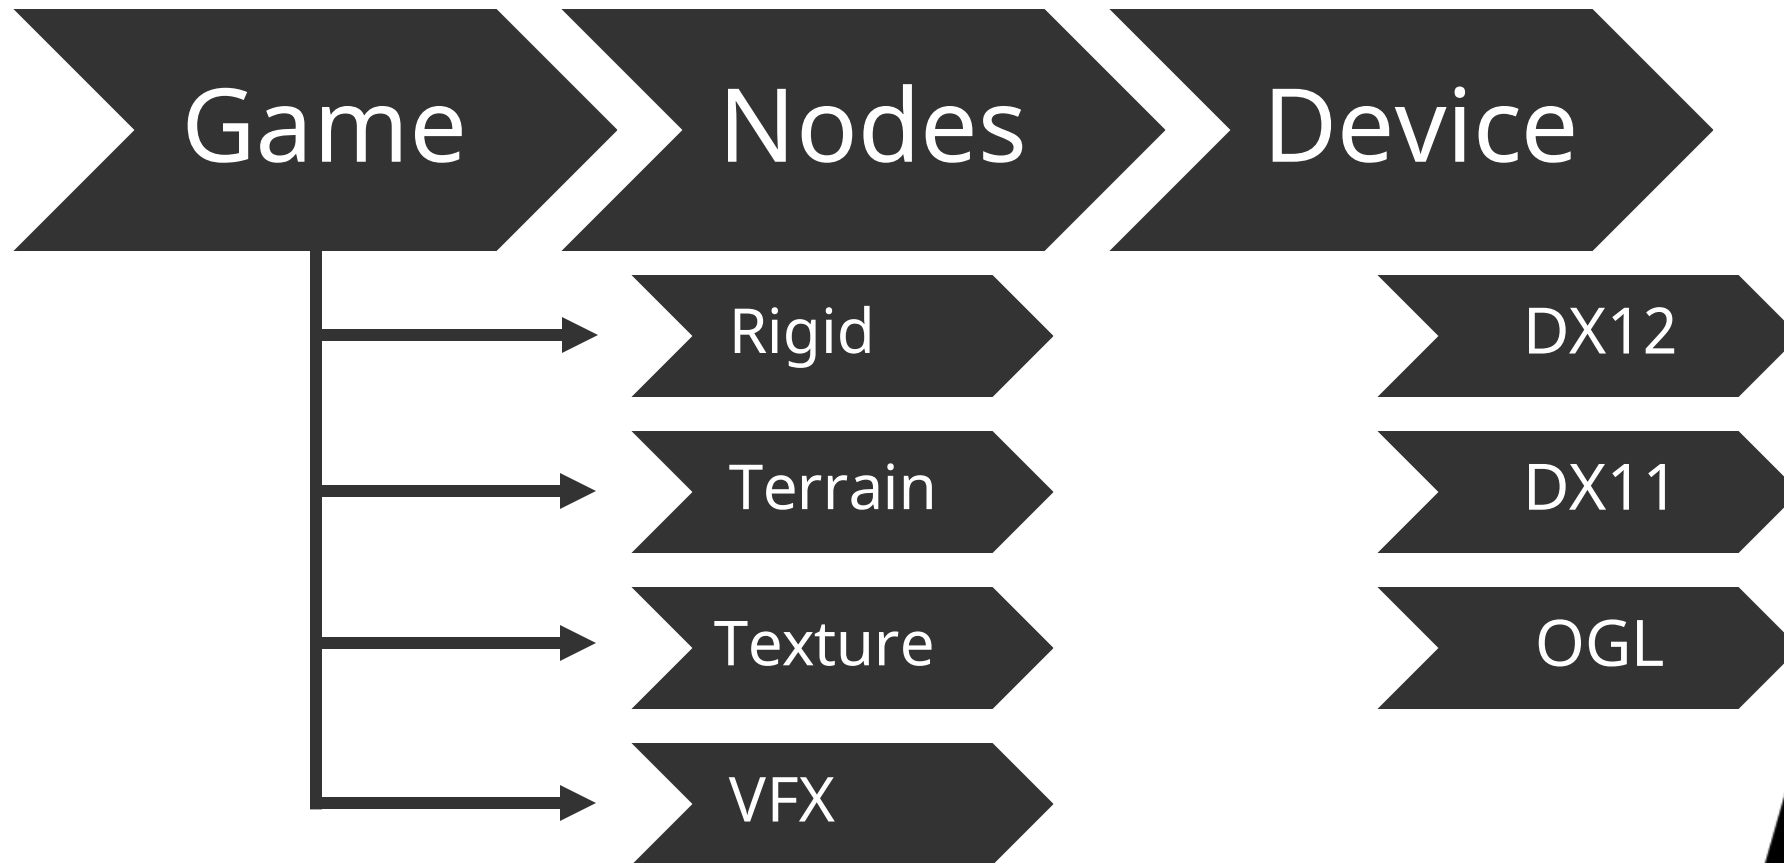 Game
Nodes
Device
Rigid
DX12
Terrain
DX11
Texture
OGL
VFX